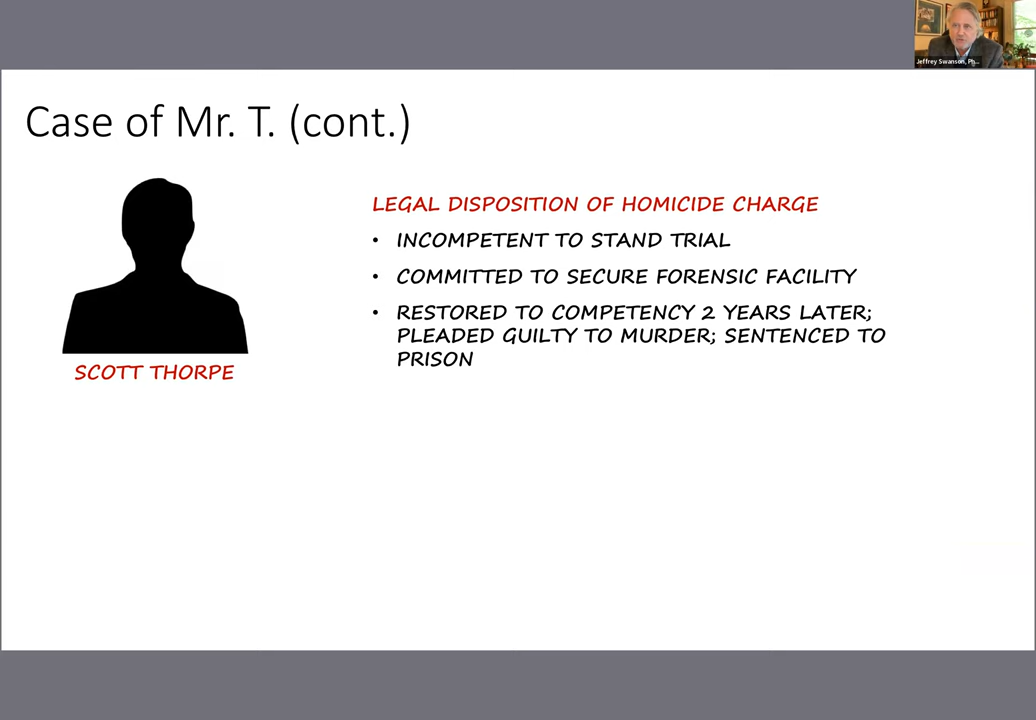 Jeffrey Swanson, Ph...
Case of Mr. T. (cont.)
LEGAL DISPOSITION OF HOMICIDE CHARGE
• INCOMPETENT TO STAND TRIAL
• COMMITTED TO SECURE FORENSIC FACILITY
• RESTORED TO COMPETENCY 2 YEARS LATER;
PLEADED GUILTY TO MURDER; SENTENCED TO
PRISON
SCOTT THORPE